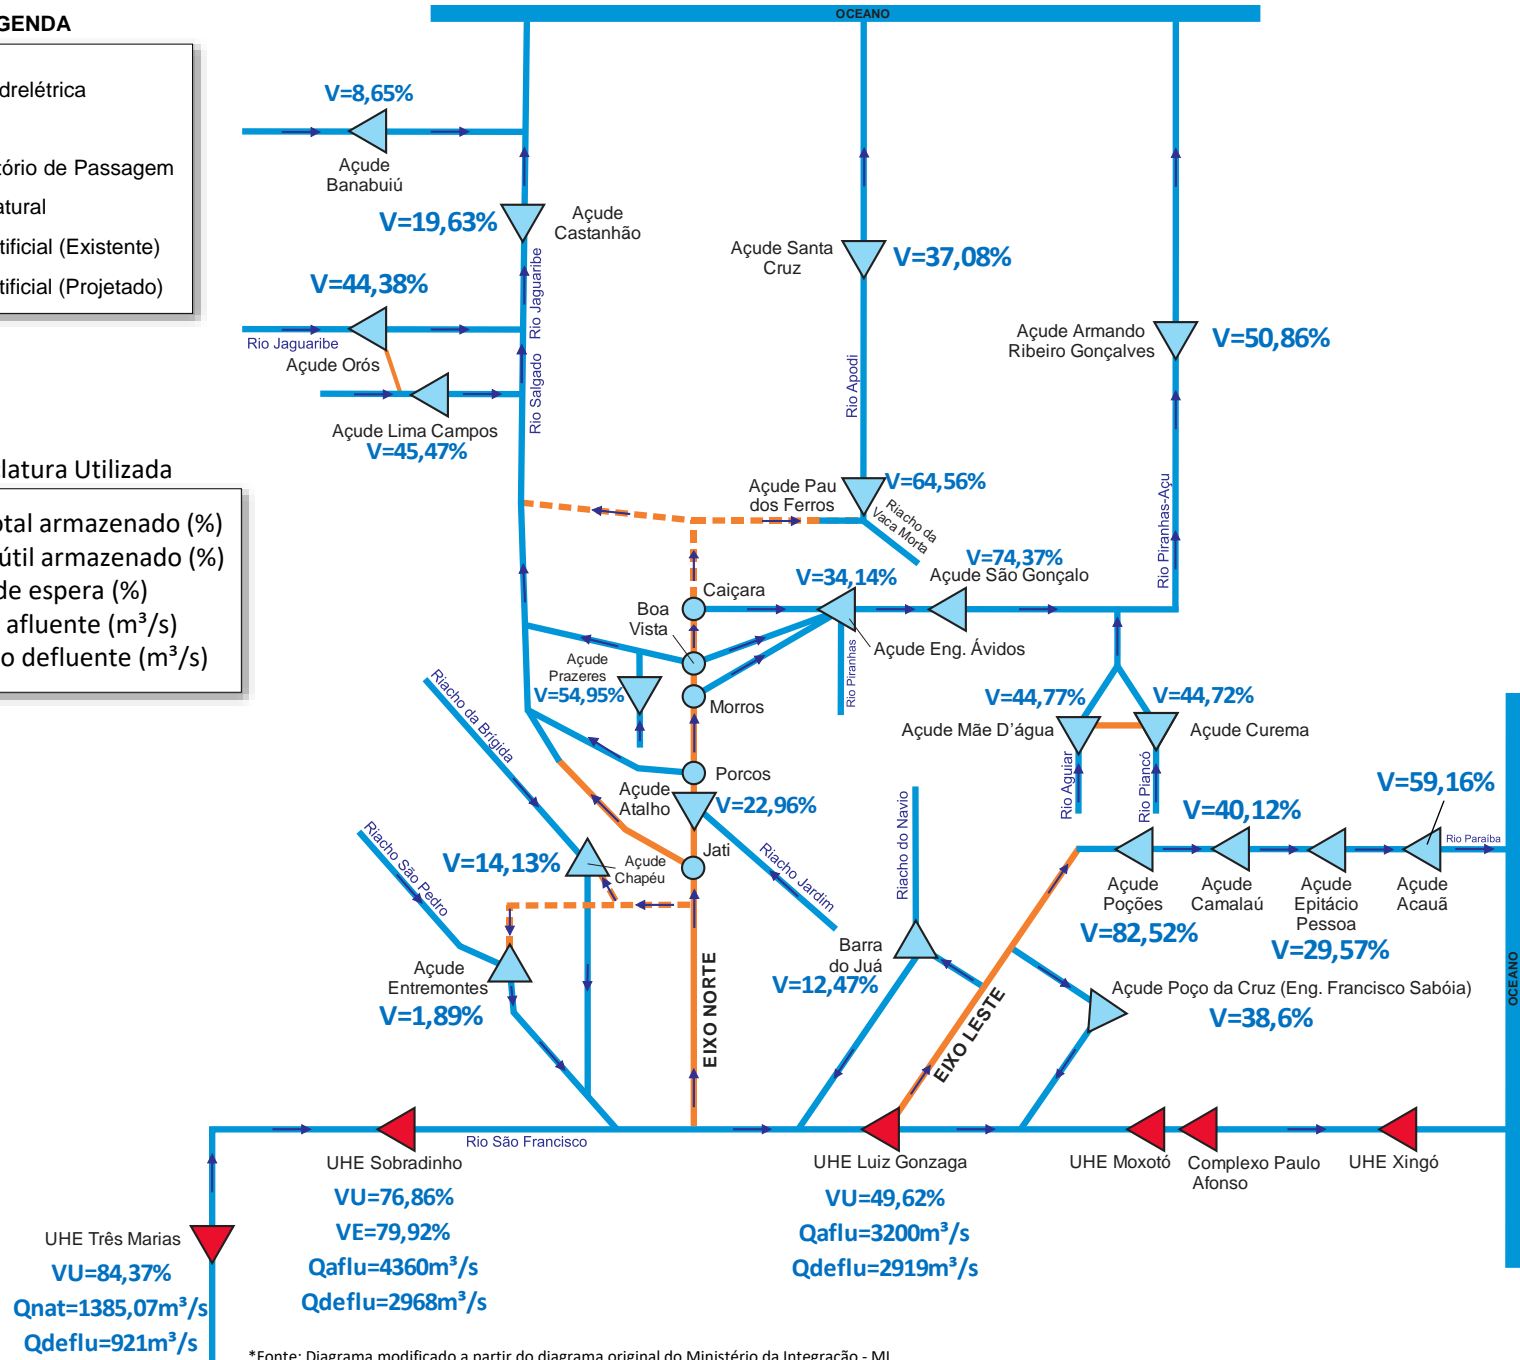 OCEANO
GENDA
drelétrica
tório de Passagem
atural
tificial (Existente)
tificial (Projetado)
V=8,65%
Açude
Banabuiú
V=19,63%
Açude
Castanhão
Rio Jaguaribe
V=44,38%
Rio Jaguaribe
Açude Orós
Rio Salgado
Açude Lima Campos
V=45,47%
Açude Santa
Cruz
V=37,08%
Rio Apodi
Açude Armando
Ribeiro Gonçalves
V=50,86%
Rio Piranhas-Açu
latura Utilizada
otal armazenado (%)
útil armazenado (%)
de espera (%)
afluente (m³/s)
o defluente (m³/s)
Açude Pau
dos Ferros
V=64,56%
Riacho da
Vaca Morta
V=74,37%
Açude São Gonçalo
V=34,14%
Açude Eng. Ávidos
Rio Piranhas
Caiçara
Boa
Vista
Açude
Prazeres
V=54,95%
Morros
Porcos
Riacho da Brígida
Açude
Atalho
V=22,96%
Jati
Riacho Jardim
V=14,13%
Açude
Chapéu
Riacho São Pedro
Açude
Entremontes
V=1,89%
EIXO NORTE
V=44,77%
Açude Mãe D'água
Rio Aguiar
V=44,72%
Açude Curema
Rio Piancó
V=59,16%
V=40,12%
Rio Paraíba
Açude
Poções
V=82,52%
Açude
Camalaú
Açude
Epitácio
Pessoa
V=29,57%
Açude
Acauã
Riacho do Navio
Barra
do Juá
V=12,47%
EIXO LESTE
Açude Poço da Cruz (Eng. Francisco Sabóia)
V=38,6%
OCEANO
Rio São Francisco
UHE Sobradinho
VU=76,86%
VE=79,92%
Qaflu=4360m³/s
Qdeflu=2968m³/s
UHE Luiz Gonzaga
VU=49,62%
Qaflu=3200m³/s
Qdeflu=2919m³/s
UHE Moxotó
Complexo Paulo
Afonso
UHE Xingó
UHE Três Marias
VU=84,37%
Qnat=1385,07m³/s
Qdeflu=921m³/s
*Fonte: Diagrama modificado a partir do diagrama original do Ministério da Integração - MI